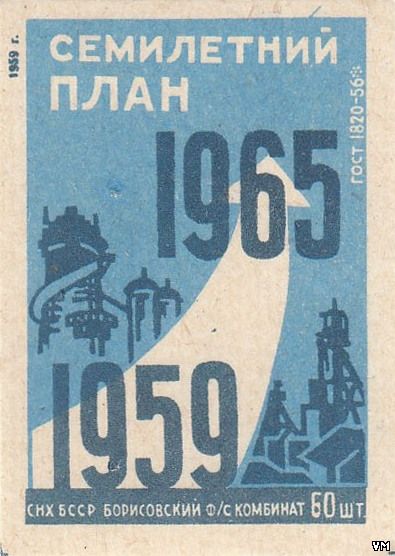 1959 г.
СЕМИЛЕТНИЙ
ПЛАН
ГОСТ 1820-56
1965
1959
СНХ БССР БОРИСОВСКИЙ Ф/С КОМБИНАТ 60 ШТ.
VM